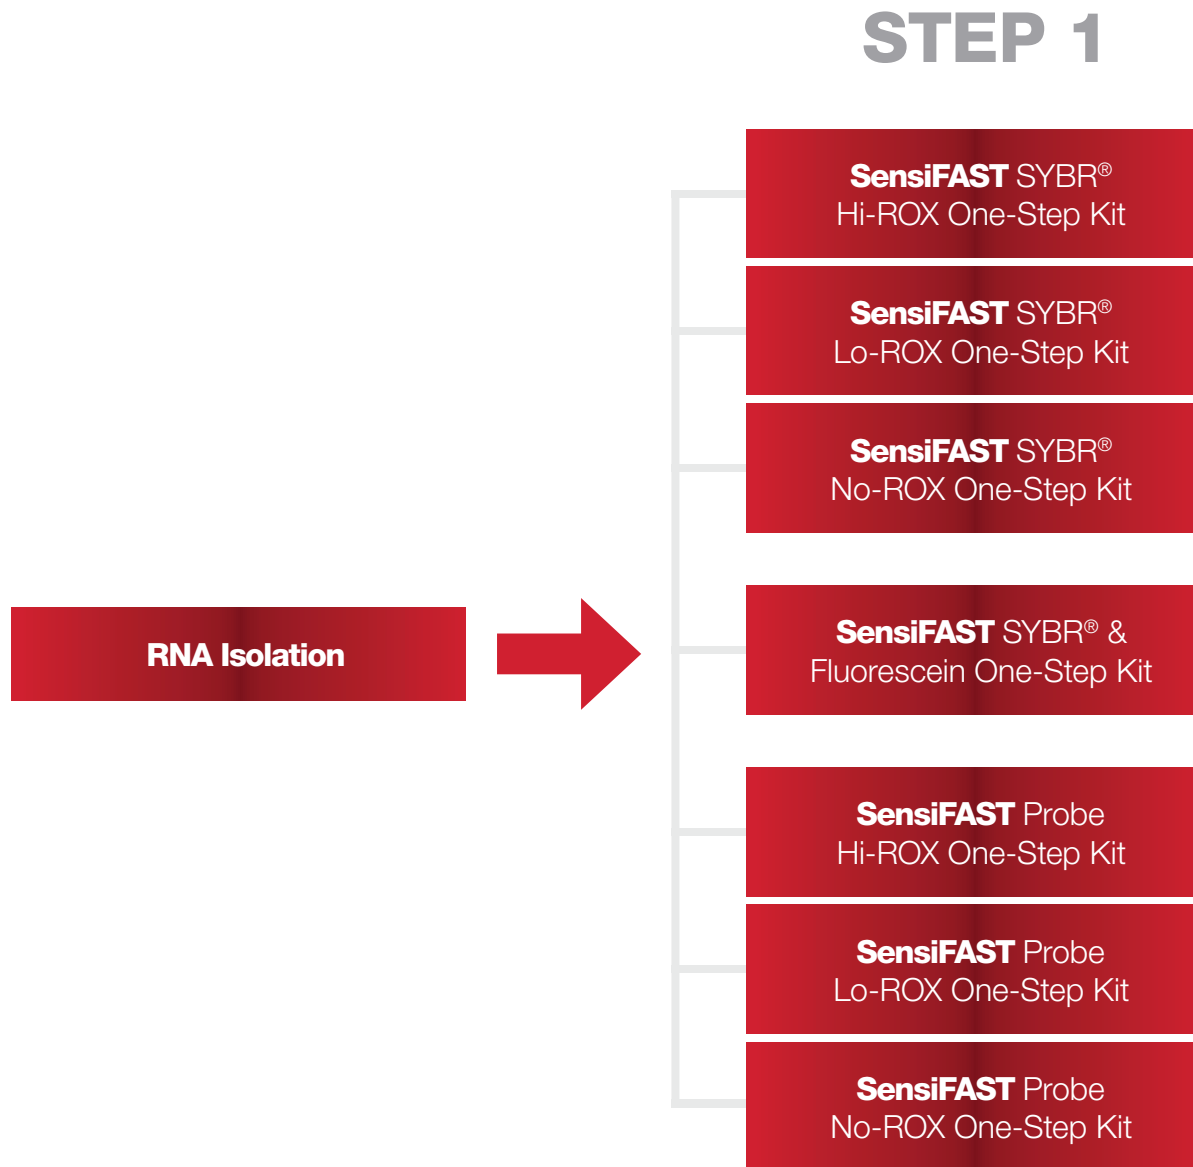 STEP 1
SensiFAST SYBR®
Hi-ROX One-Step Kit
SensiFAST SYBR®
Lo-ROX One-Step Kit
SensiFAST SYBR®
No-ROX One-Step Kit
RNA Isolation
SensiFAST SYBR® &
Fluorescein One-Step Kit
SensiFAST Probe
Hi-ROX One-Step Kit
SensiFAST Probe
Lo-ROX One-Step Kit
SensiFAST Probe
No-ROX One-Step Kit